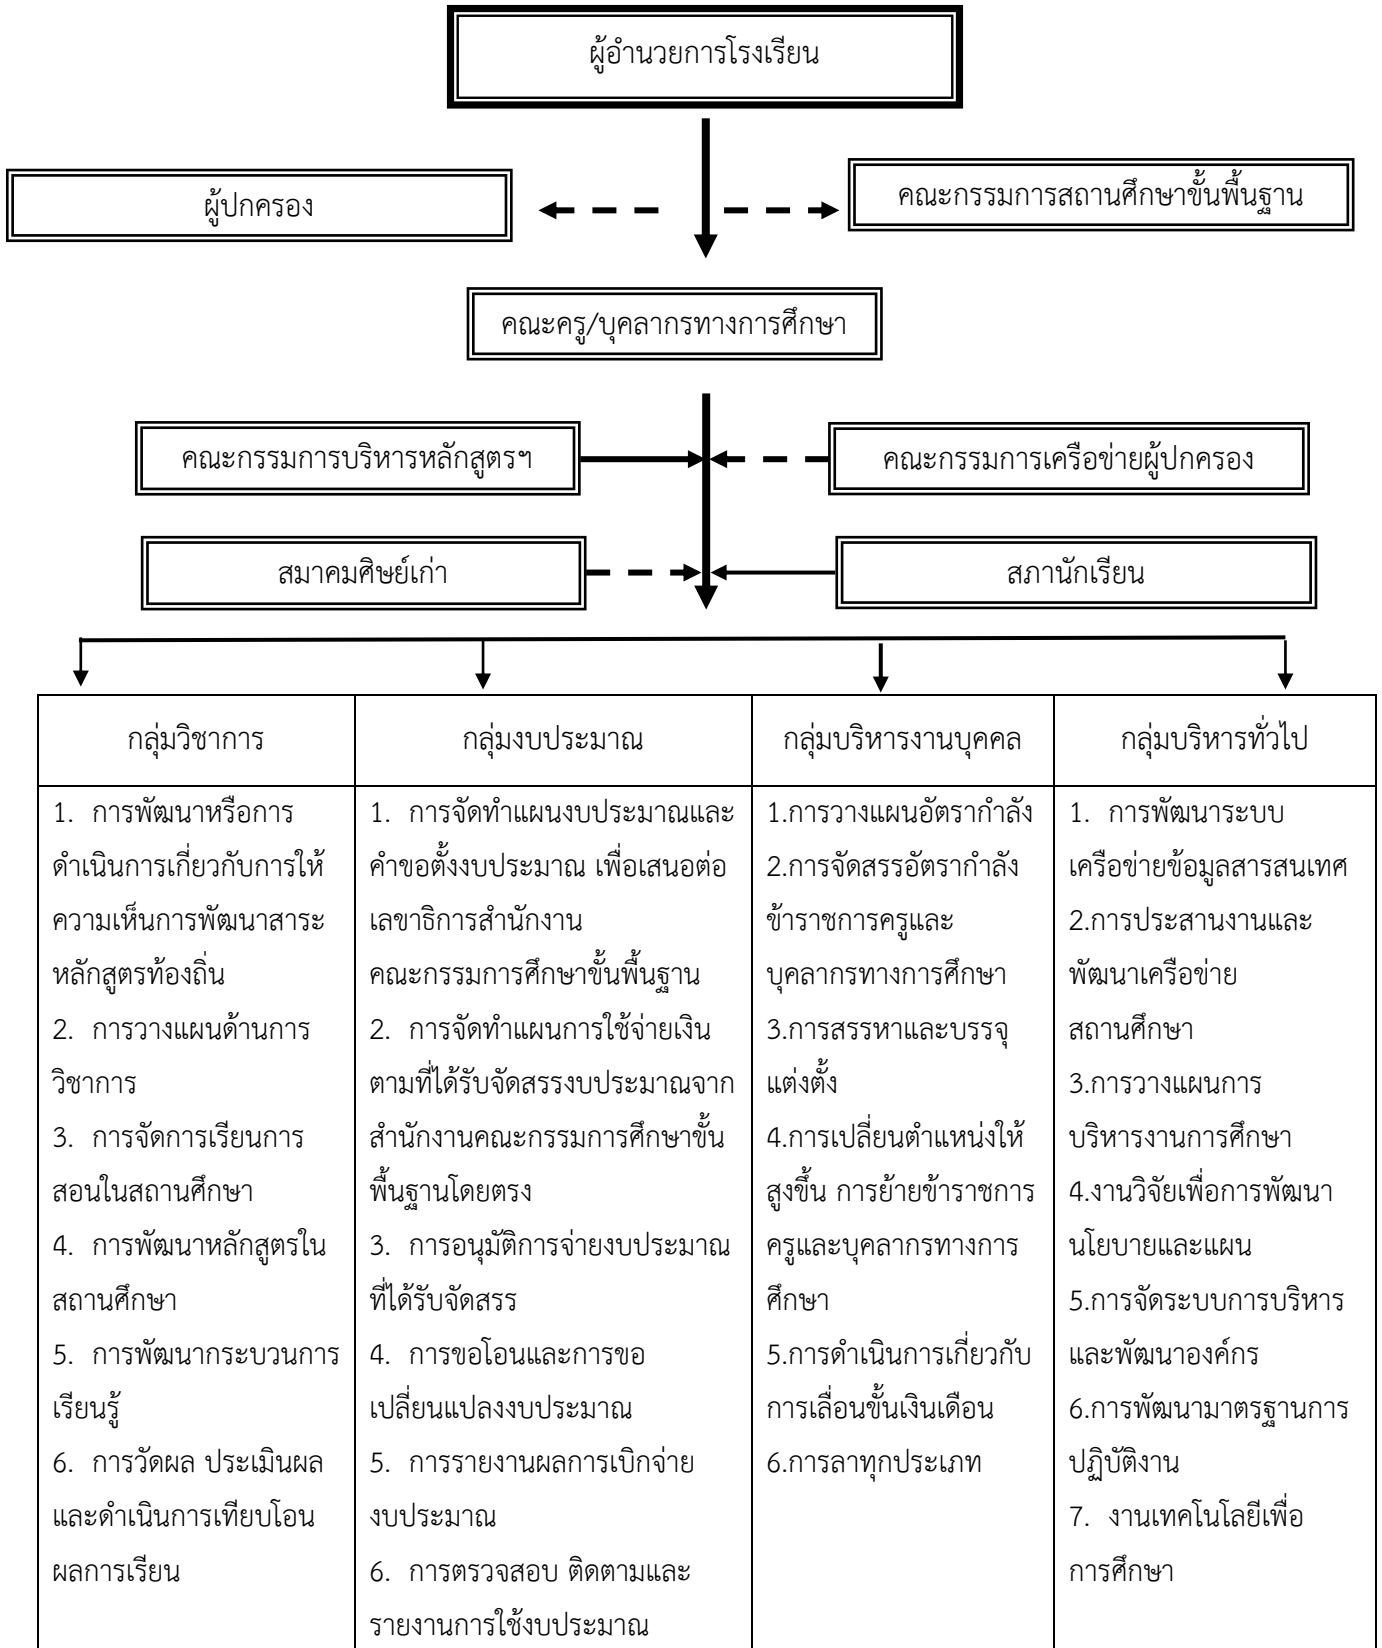 ผู้อำนวยการโรงเรียน
ผู้ปกครอง
คณะกรรมการสถานศึกษาขั้นพื้นฐาน
คณะครู/บุคลากรทางการศึกษา
คณะกรรมการบริหารหลักสูตรฯ
คณะกรรมการเครือข่ายผู้ปกครอง
สมาคมศิษย์เก่า
สภานักเรียน
กลุ่มวิชาการ
1. การพัฒนาหรือการ
ดำเนินการเกี่ยวกับการให้
ความเห็นการพัฒนาสาระ
หลักสูตรท้องถิ่น
2. การวางแผนด้านการ
วิชาการ
3. การจัดการเรียนการ
สอนในสถานศึกษา
4. การพัฒนาหลักสูตรใน
สถานศึกษา
5. การพัฒนากระบวนการ
เรียนรู้
6. การวัดผล ประเมินผล
และดำเนินการเทียบโอน
ผลการเรียน
กลุ่มงบประมาณ
1. การจัดทำแผนงบประมาณและ
คำขอตั้งงบประมาณ เพื่อเสนอต่อ
เลขาธิการสำนักงาน
คณะกรรมการศึกษาขั้นพื้นฐาน
2. การจัดทำแผนการใช้จ่ายเงิน
ตามที่ได้รับจัดสรรงบประมาณจาก
สำนักงานคณะกรรมการศึกษาขั้น
พื้นฐานโดยตรง
3. การอนุมัติการจ่ายงบประมาณ
ที่ได้รับจัดสรร
4. การขอโอนและการขอ
เปลี่ยนแปลงงบประมาณ
5. การรายงานผลการเบิกจ่าย
งบประมาณ
6. การตรวจสอบ ติดตามและ
รายงานการใช้งบประมาณ
กลุ่มบริหารงานบุคคล
1.การวางแผนอัตรากำลัง
2.การจัดสรรอัตรากำลัง
ข้าราชการครูและ
บุคลากรทางการศึกษา
3.การสรรหาและบรรจุ
แต่งตั้ง
4.การเปลี่ยนตำแหน่งให้
สูงขึ้น การย้ายข้าราชการ
ครูและบุคลากรทางการ
ศึกษา
5.การดำเนินการเกี่ยวกับ
การเลื่อนขั้นเงินเดือน
6.การลาทุกประเภท
กลุ่มบริหารทั่วไป
1. การพัฒนาระบบ
เครือข่ายข้อมูลสารสนเทศ
2.การประสานงานและ
พัฒนาเครือข่าย
สถานศึกษา
3.การวางแผนการ
บริหารงานการศึกษา
4.งานวิจัยเพื่อการพัฒนา
นโยบายและแผน
5.การจัดระบบการบริหาร
และพัฒนาองค์กร
6.การพัฒนามาตรฐานการ
ปฏิบัติงาน
7. งานเทคโนโลยีเพื่อ
การศึกษา